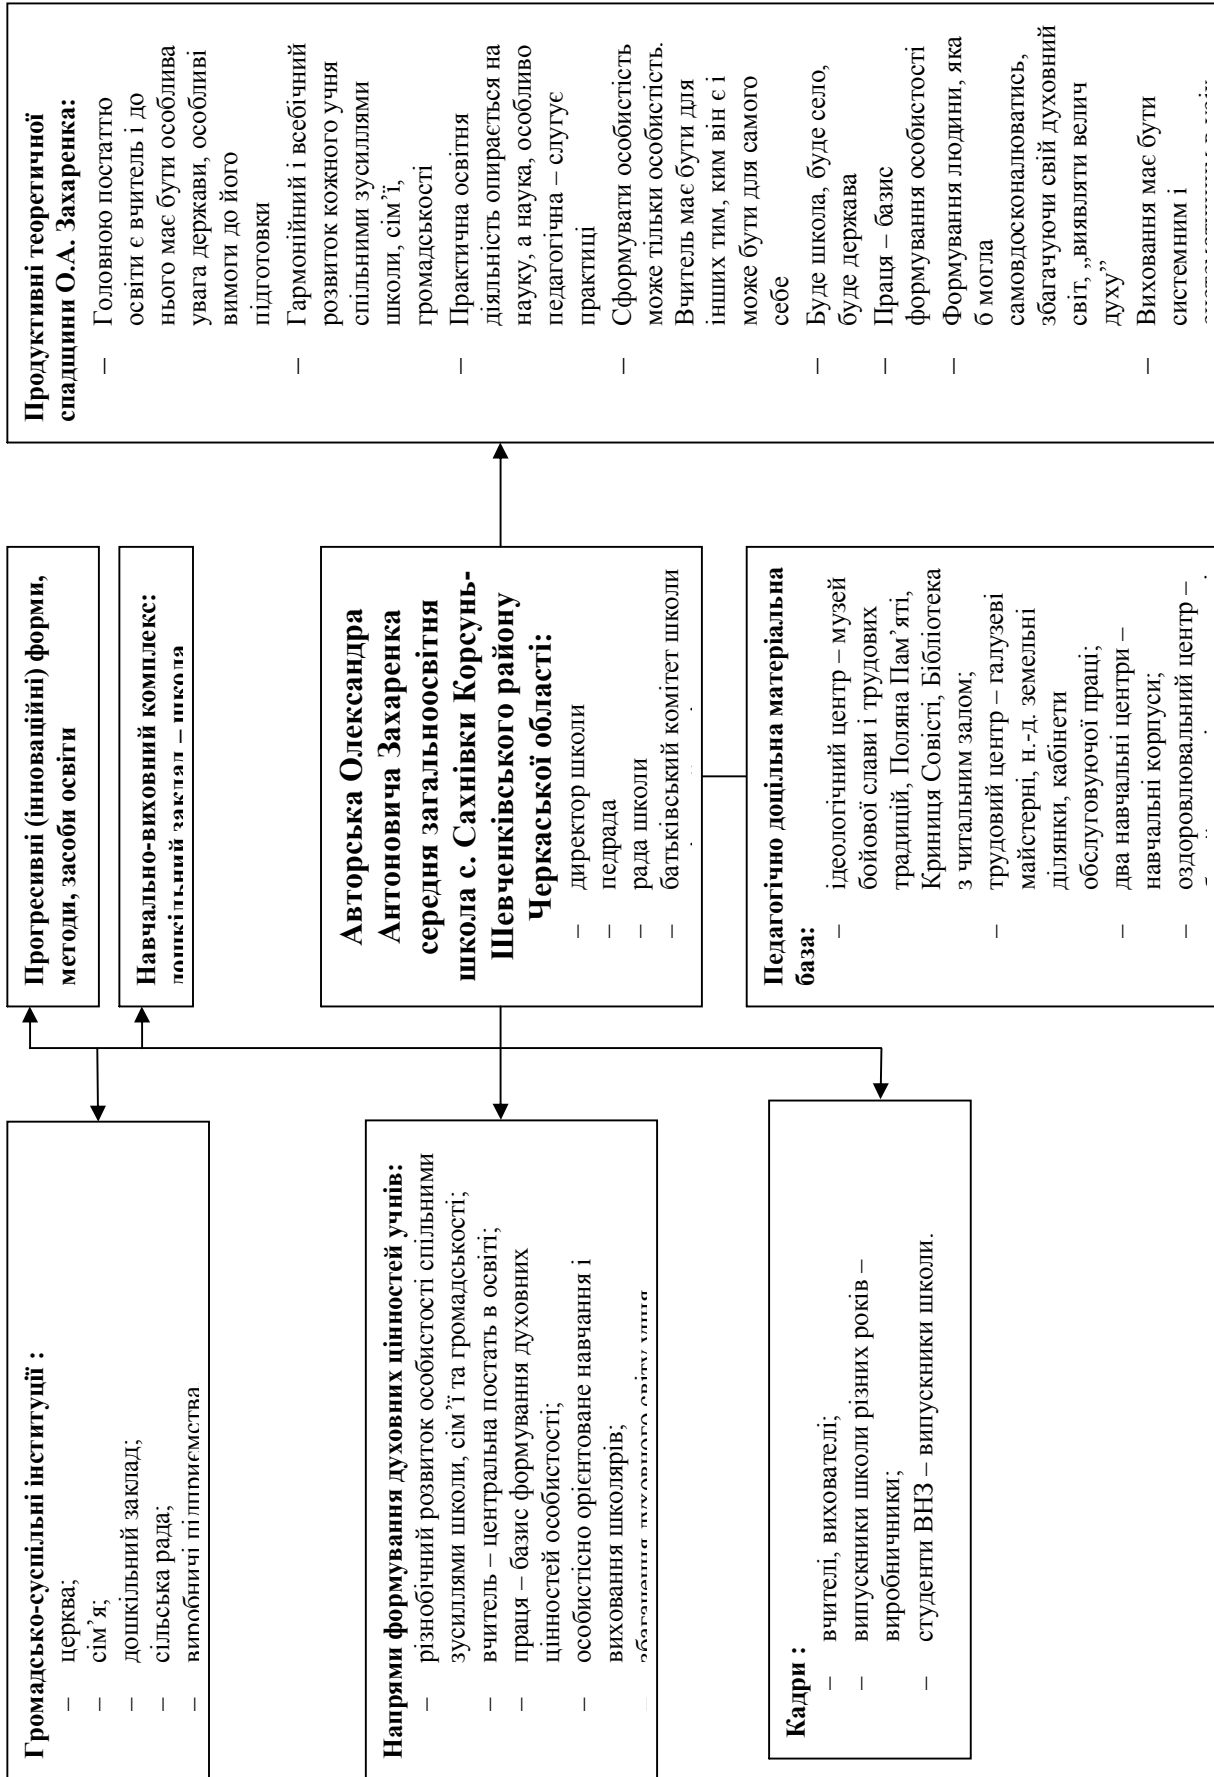 Громадсько-суспільні інституції :
– церква;
– сім’я;
– дошкільний заклад;
– сільська рада;
– виробничі підприємства
Напрями формування духовних цінностей учнів:
– різнобічний розвиток особистості спільними
зусиллями школи, сім’ї та громадськості;
– вчитель – центральна постать в освіті;
– праця – базис формування духовних
цінностей особистості;
– особистісно орієнтоване навчання і
виховання школярів;
– збагачення духовного світу учня
Кадри :
– вчителі, вихователі;
– випускники школи різних років –
виробничники;
– студенти ВНЗ – випускники школи.
Прогресивні (інноваційні) форми,
методи, засоби освіти
Навчально-виховний комплекс:
дошкільний заклад – школа
Авторська Олександра
Антоновича Захаренка
середня загальноосвітня
школа с. Сахнівки Корсунь-
Шевченківського району
Черкаської області:
– директор школи
– педрада
– рада школи
– батьківський комітет школи
Педагогічно доцільна матеріальна
база:
– ідеологічний центр – музей
бойової слави і трудових
традицій, Поляна Пам’яті,
Криниця Совісті, Бібліотека
з читальним залом;
– трудовий центр – галузеві
майстерні, н.-д. земельні
ділянки, кабінети
обслуговуючої праці;
– два навчальні центри –
навчальні корпуси;
– оздоровлювальний центр –
Продуктивні теоретичної
спадщини О.А. Захаренка:
– Головною постаттю
освіти є вчитель і до
нього має бути особлива
увага держави, особливі
вимоги до його
підготовки
– Гармонійний і всебічний
розвиток кожного учня
спільними зусиллями
школи, сім’ї,
громадськості
– Практична освітня
діяльність опирається на
науку, а наука, особливо
педагогічна – слугує
практиці
– Сформувати особистість
може тільки особистість.
Вчитель має бути для
інших тим, ким він є і
може бути для самого
себе
– Буде школа, буде село,
буде держава
– Праця – базис
формування особистості
– Формування людини, яка
б могла
самовдосконалюватись,
збагачуючи свій духовний
світ, „виявляти велич
духу”
– Виховання має бути
системним і